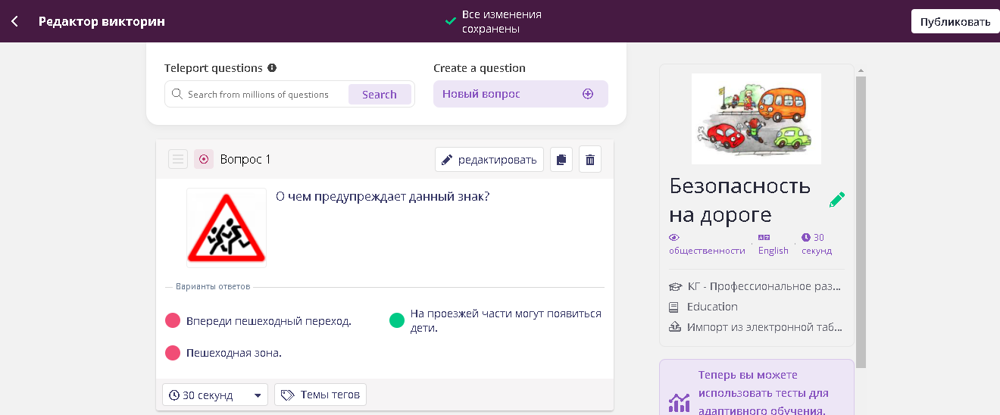 Редактор викторин
Все изменения
сохранены
Публиковать
Teleport questions
Create a question
Search from millions of questions
Search
Новый вопрос
Вопрос 1
редактировать
О чем предупреждает данный знак?
Варианты ответов
Впереди пешеходный переход.
На проезжей части могут появиться
дети.
Пешеходная зона.
30 секунд
Темы тегов
Безопасность
на дороге
общественности
English
30
секунд
КГ - Профессиональное раз...
Education
Импорт из электронной таб...
Теперь вы можете
использовать тесты для
адаптивного обучения.